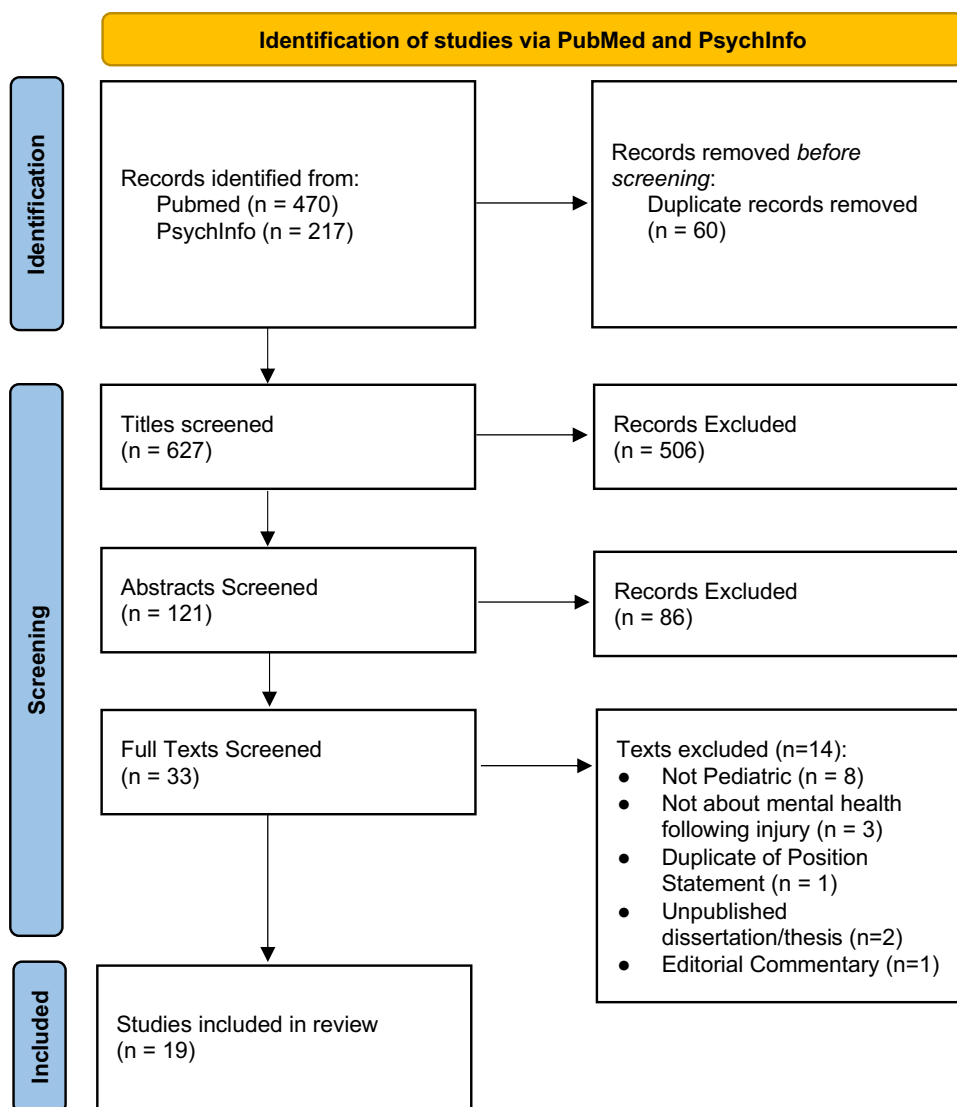 Identification of studies via PubMed and PsychInfo
Identification
Records identified from:
Pubmed (n = 470)
PsychInfo (n = 217)
Records removed before
screening:
Duplicate records removed
(n = 60)
Screening
Titles screened
(n = 627)
Records Excluded
(n = 506)
Abstracts Screened
(n = 121)
Records Excluded
(n = 86)
Full Texts Screened
(n = 33)
Texts excluded (n=14):
● Not Pediatric (n = 8)
● Not about mental health
following injury (n = 3)
● Duplicate of Position
Statement (n = 1)
● Unpublished
dissertation/thesis (n=2)
● Editorial Commentary (n=1)
Included
Studies included in review
(n = 19)